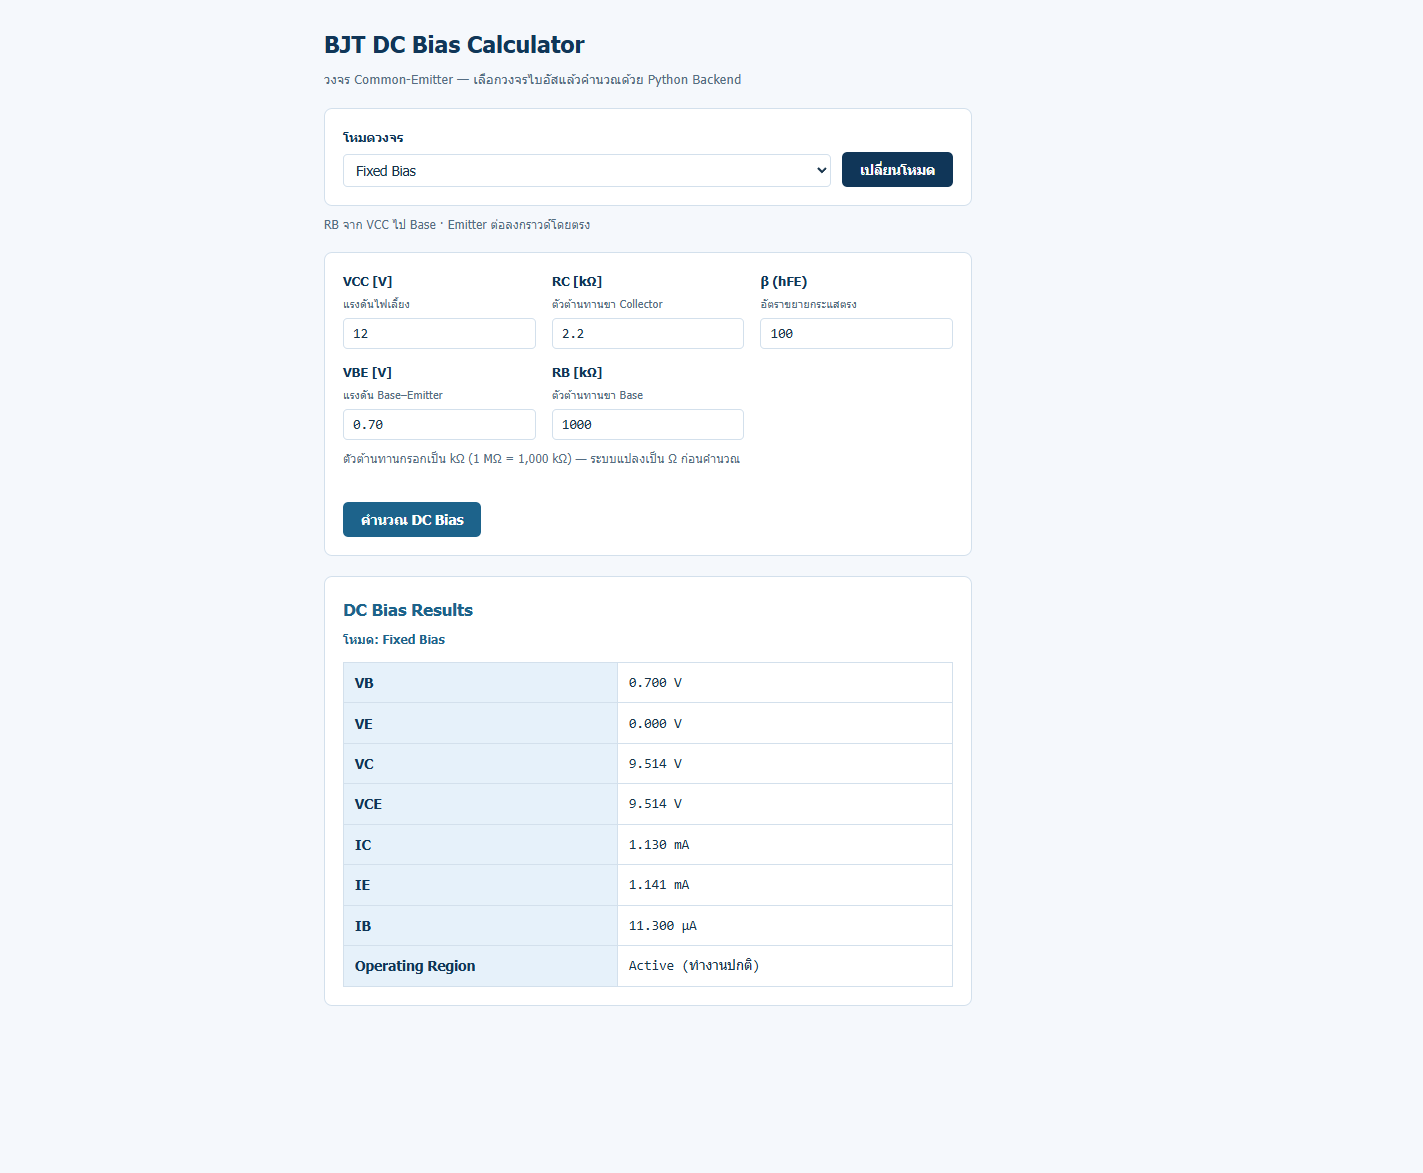 BJT DC Bias Calculator
วงจร Common-Emitter — เลือกวงจรไบอัสแล้วคำนวณด้วย Python Backend
โหมดวงจร
Fixed Bias
เปลี่ยนโหมด
RB จาก VCC ไป Base · Emitter ต่อลงกราวด์โดยตรง
VCC [V]
RC [kΩ]
β (hFE)
แรงดันไฟเลี้ยง
ตัวต้านทานขา Collector
อัตราขยายกระแสตรง
12
2.2
100
VBE [V]
RB [kΩ]
แรงดัน Base–Emitter
ตัวต้านทานขา Base
0.70
1000
ตัวต้านทานกรอกเป็น kΩ (1 MΩ = 1,000 kΩ) — ระบบแปลงเป็น Ω ก่อนคำนวณ
คำนวณ DC Bias
DC Bias Results
โหมด: Fixed Bias
VB 0.700 V
VE 0.000 V
VC 9.514 V
VCE 9.514 V
IC 1.130 mA
IE 1.141 mA
IB 11.300 μA
Operating Region Active (ทำงานปกติ)